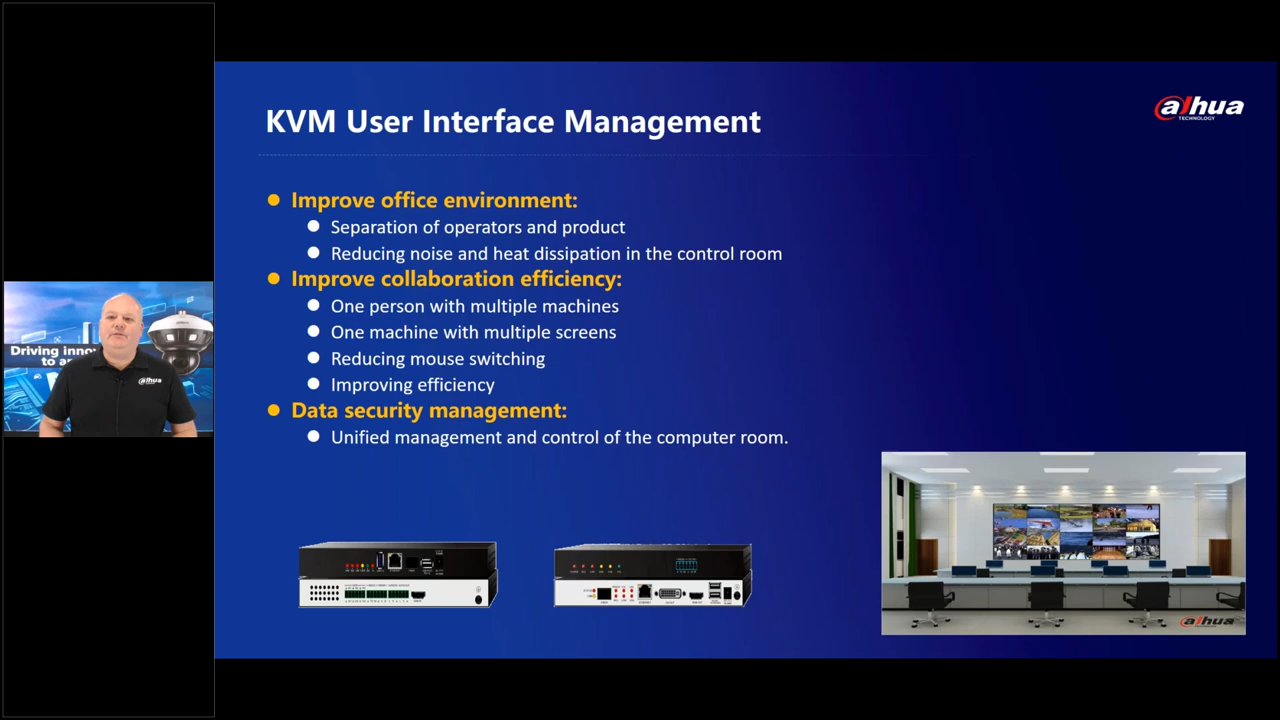 KVM User Interface Management
alhua
TECHNOLOGY
Improve office environment:
Separation of operators and product
Reducing noise and heat dissipation in the control room
Improve collaboration efficiency:
One person with multiple machines
One machine with multiple screens
Reducing mouse switching
Improving efficiency
Data security management:
Unified management and control of the computer room.
Driving inno
to a
alhua
alhua